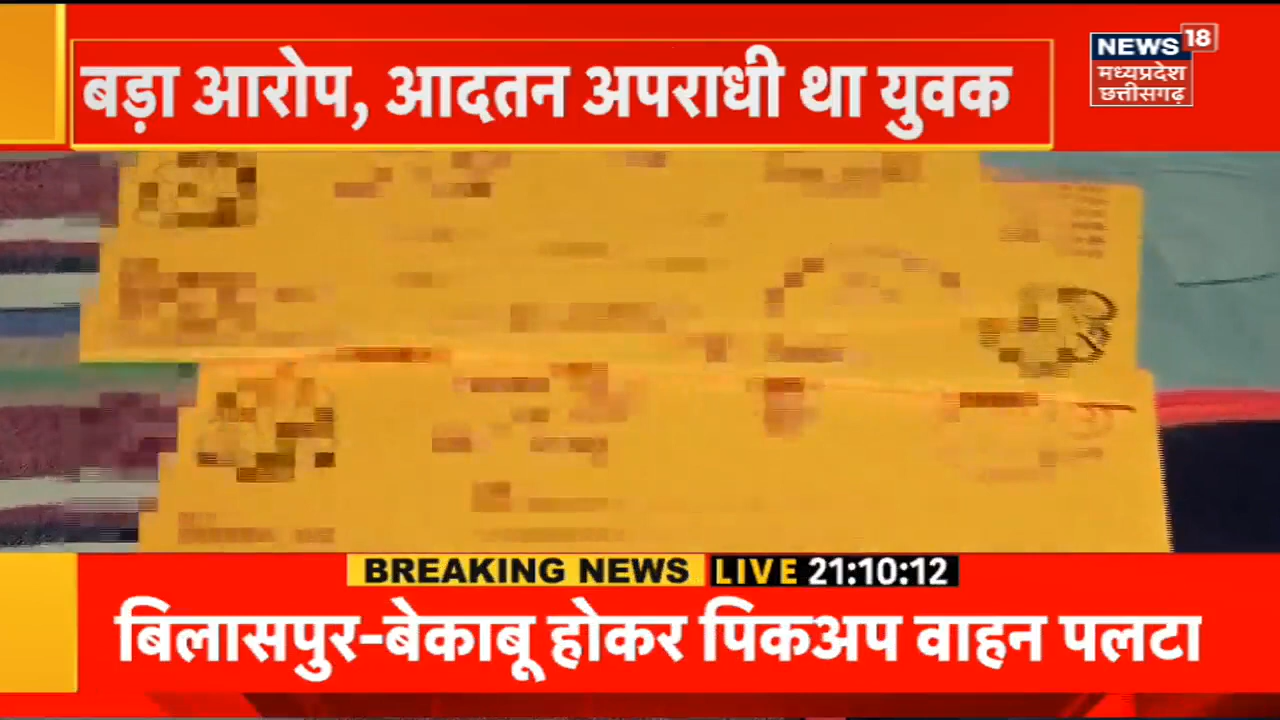 बड़ा आरोप, आदतन अपराधी था युवक
NEWS 18
मध्यप्रदेश
छत्तीसगढ़
BREAKING NEWS LIVE 21:10:12
बिलासपुर-बेकाबू होकर पिकअप वाहन पलटा